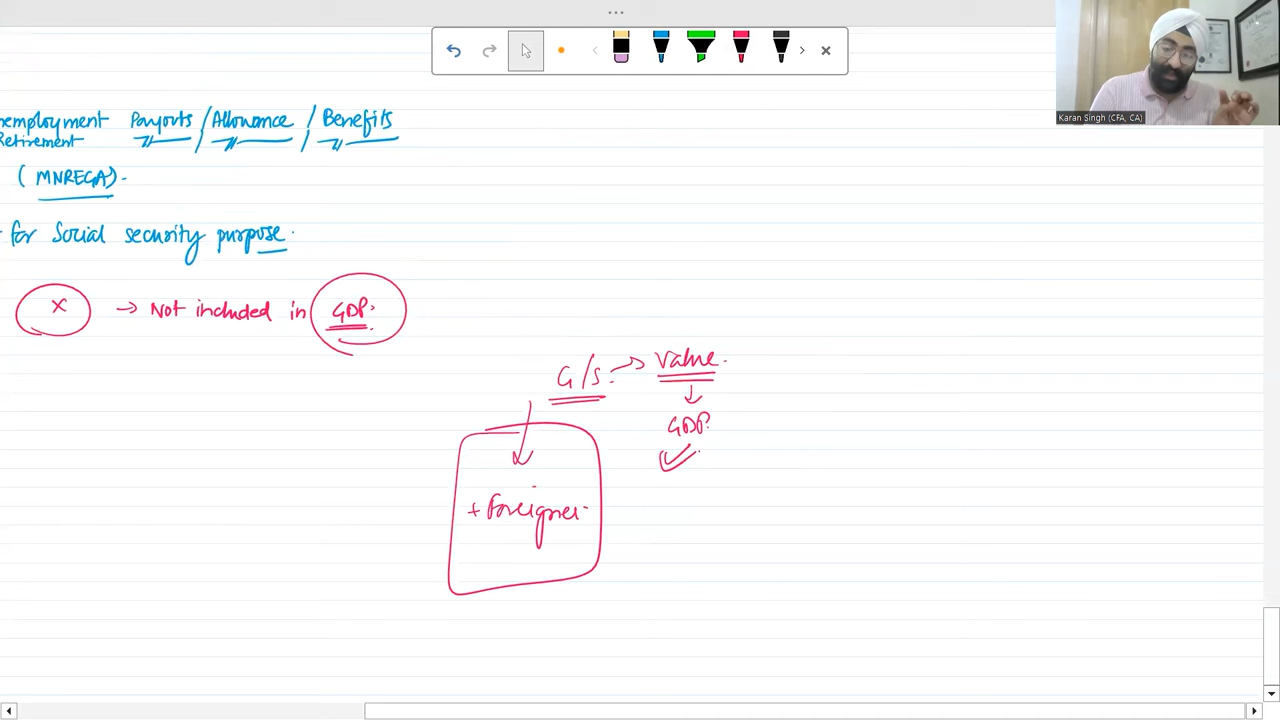 Karan Singh (CFA, CA)
nemployment Payouts / Allowance / Benefits
Retirement
( MNREGA).
for Social security purpose.
X → Not included in GDP.
G/S. → Value.
↓
GDP.
+ Foreigner